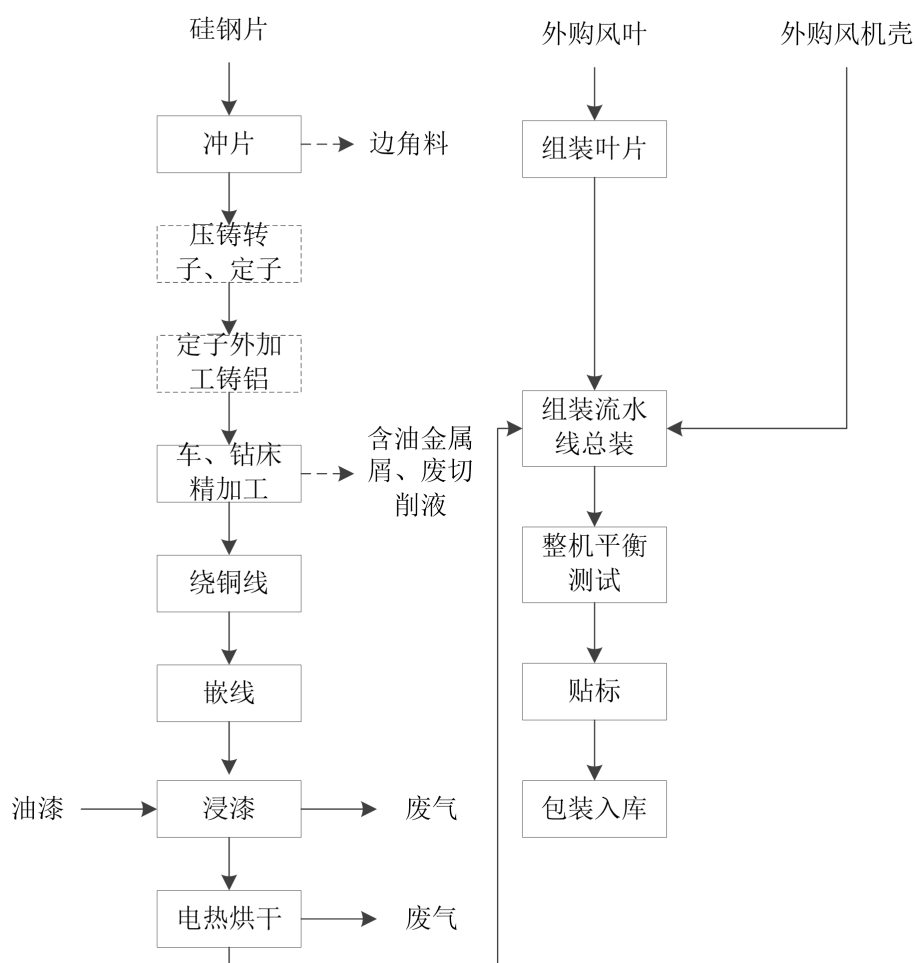 硅钢片
外购风叶
外购风机壳
冲片
边角料
组装叶片
压铸转
子、定子
定子外加
工铸铝
组装流水
线总装
车、钻床
精加工
含油金属
屑、废切
削液
整机平衡
测试
绕铜线
嵌线
贴标
油漆
浸漆
废气
包装入库
电热烘干
废气